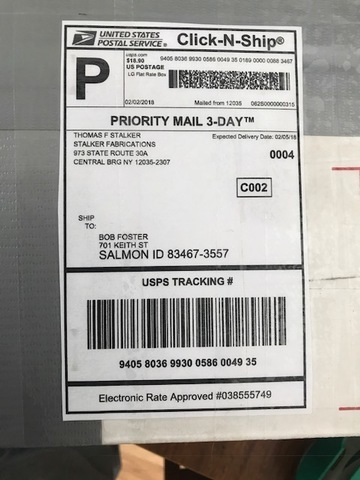 UNITED STATES
POSTAL SERVICE®
Click-N-Ship®
P
usps.com
$18.90
US POSTAGE
LG Flat Rate Box
9405 8036 9930 0586 0049 35 0189 0000 0088 3467
02/02/2018
Mailed from 12035
062S0000000315
PRIORITY MAIL 3-DAY™
THOMAS F STALKER
STALKER FABRICATIONS
973 STATE ROUTE 30A
CENTRAL BRG NY 12035-2307
Expected Delivery Date: 02/05/18
0004
C002
SHIP
TO:
BOB FOSTER
701 KEITH ST
SALMON ID 83467-3557
USPS TRACKING #
9405 8036 9930 0586 0049 35
Electronic Rate Approved #038555749